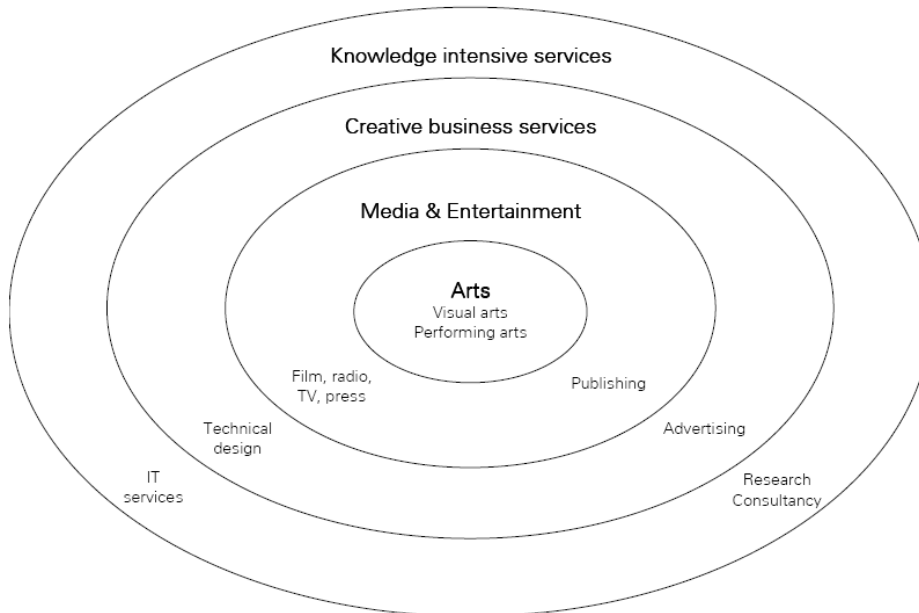 Knowledge intensive services
Creative business services
Media & Entertainment
Arts
Visual arts
Performing arts
Film, radio,
TV, press
Publishing
Technical
design
Advertising
IT
services
Research
Consultancy